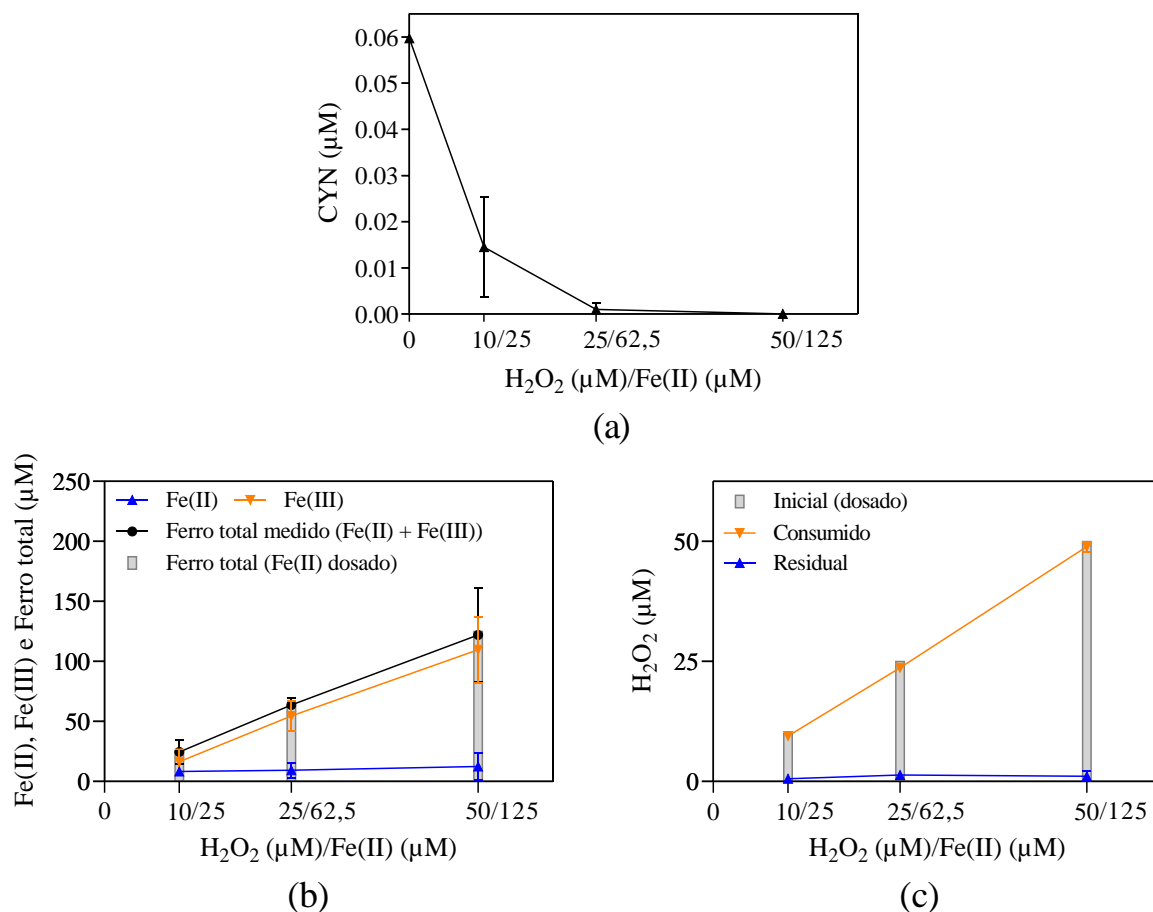 0.06
0.05
0.04
0.03
0.02
0.01
0.00
CYN (µM)
0 10/25 25/62,5 50/125
H₂O₂ (µM)/Fe(II) (µM)
(a)
250
200
150
100
50
0
Fe(II), Fe(III) e Ferro total (µM)
Fe(II) Fe(III)
Ferro total medido (Fe(II) + Fe(III))
Ferro total (Fe(II) dosado)
0 10/25 25/62,5 50/125
H₂O₂ (µM)/Fe(II) (µM)
(b)
50
25
0
H₂O₂ (µM)
Inicial (dosado)
Consumido
Residual
0 10/25 25/62,5 50/125
H₂O₂ (µM)/Fe(II) (µM)
(c)